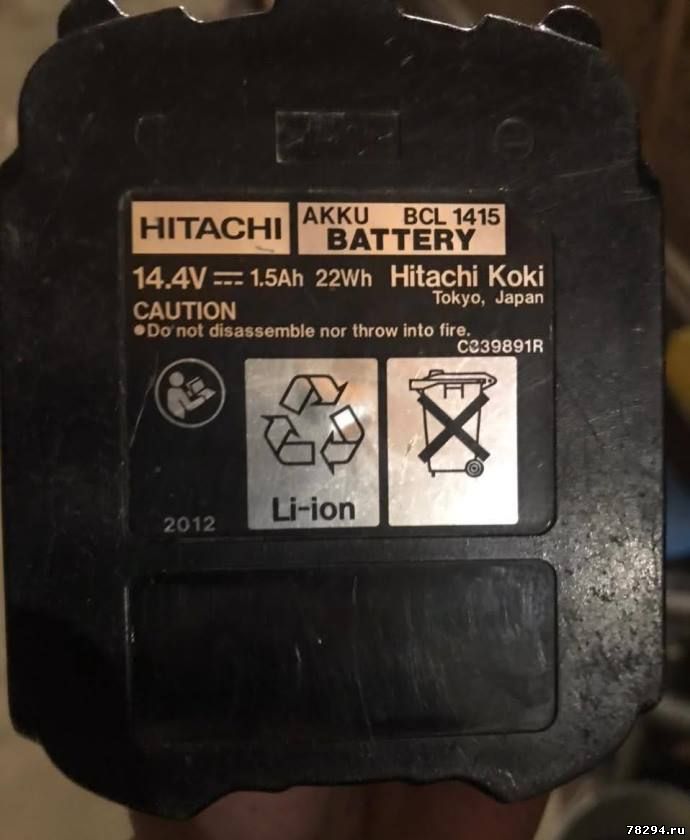 HITACHI
AKKU BCL 1415
BATTERY
14.4V 1.5Ah 22Wh Hitachi Koki
Tokyo, Japan
CAUTION
●Do not disassemble nor throw into fire.
C039891R
Li-ion
2012
78294.ru